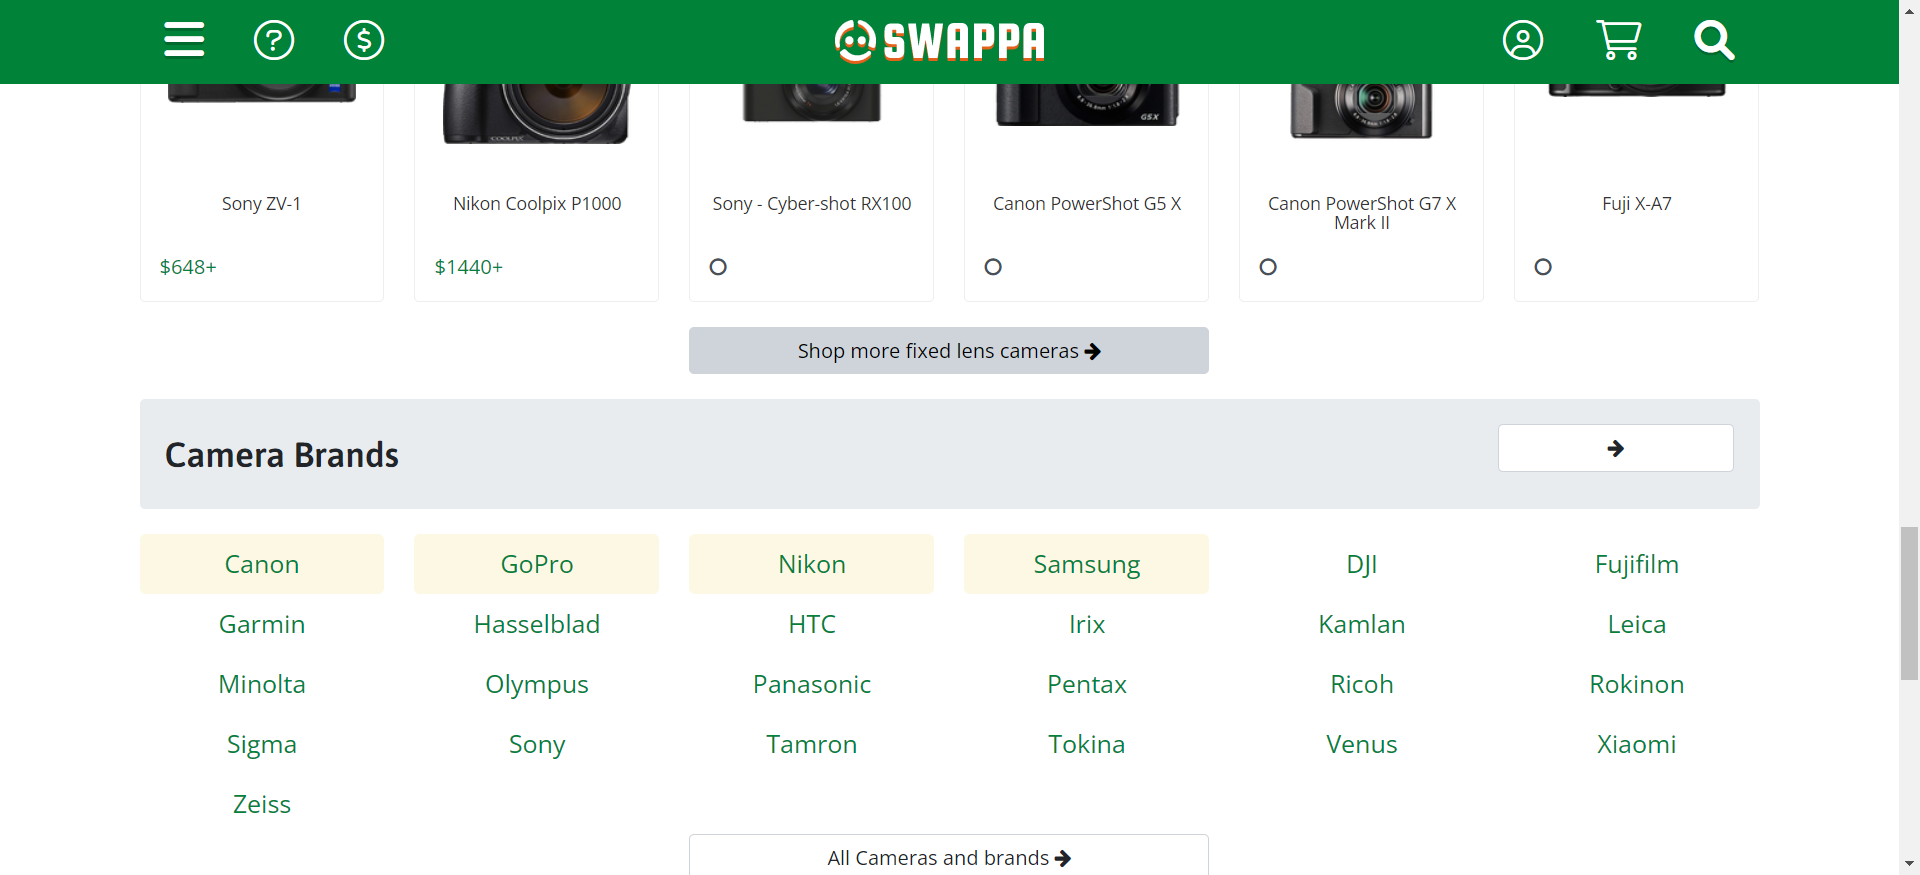 SWAPPA
COOLPIX
G5X
Sony ZV-1
Nikon Coolpix P1000
Sony - Cyber-shot RX100
Canon PowerShot G5 X
Canon PowerShot G7 X
Mark II
Fuji X-A7
$648+
$1440+
Shop more fixed lens cameras
Camera Brands
Canon
GoPro
Nikon
Samsung
DJI
Fujifilm
Garmin
Hasselblad
HTC
Irix
Kamlan
Leica
Minolta
Olympus
Panasonic
Pentax
Ricoh
Rokinon
Sigma
Sony
Tamron
Tokina
Venus
Xiaomi
Zeiss
All Cameras and brands